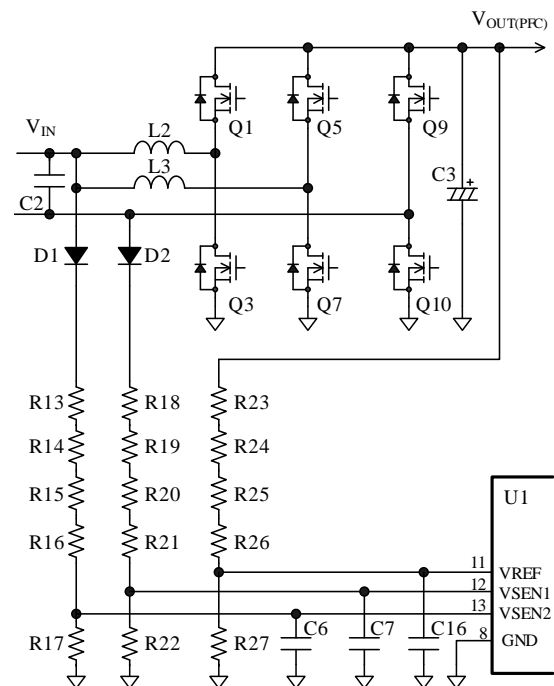 V_OUT(PFC)
Q1
Q5
Q9
V_IN
L2
L3
C3
+
C2
D1
D2
Q3
Q7
Q10
R13
R18
R23
R14
R19
R24
R15
R20
R25
U1
R16
R21
R26
11
VREF
12
VSEN1
13
VSEN2
R17
R22
R27
C6
C7
C16
8
GND